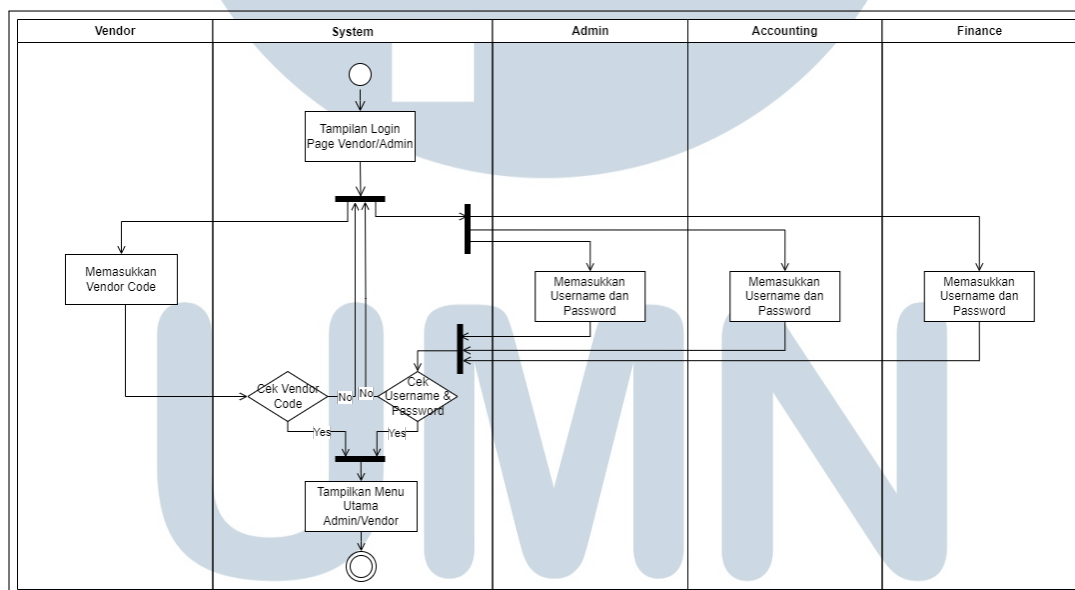 Vendor
System
Admin
Accounting
Finance
Tampilan Login
Page Vendor/Admin
Memasukkan
Vendor Code
Memasukkan
Username dan
Password
Memasukkan
Username dan
Password
Memasukkan
Username dan
Password
Cek Vendor
Code
No
No
Cek
Username &
Password
Yes
Yes
Tampilkan Menu
Utama
Admin/Vendor
UMN